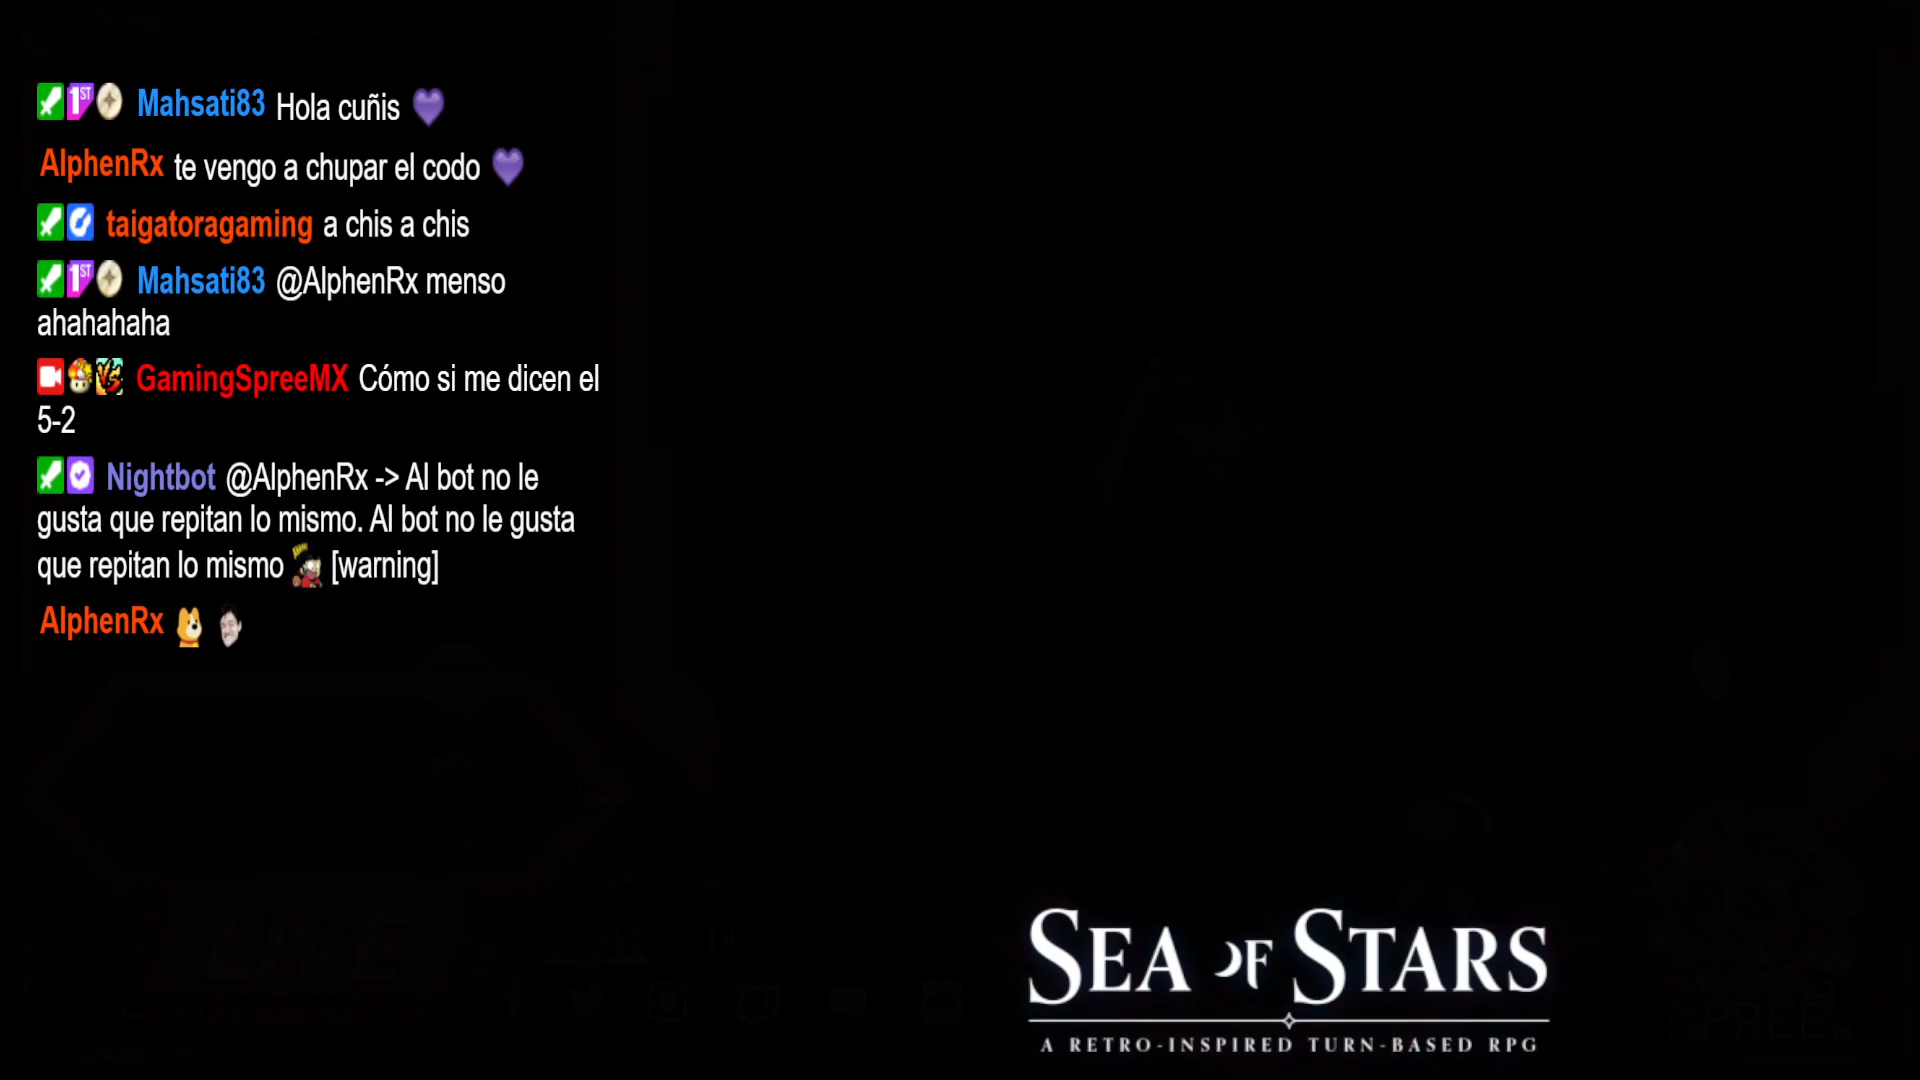 Mahsati83 Hola cuñis
AlphenRx te vengo a chupar el codo
taigatoragaming a chis a chis
Mahsati83 @AlphenRx menso
ahahahaha
GamingSpreeMX Cómo si me dicen el
5-2
Nightbot @AlphenRx -> Al bot no le
gusta que repitan lo mismo. Al bot no le gusta
que repitan lo mismo [warning]
AlphenRx
LIVE
SEA OF STARS
A RETRO-INSPIRED TURN-BASED RPG